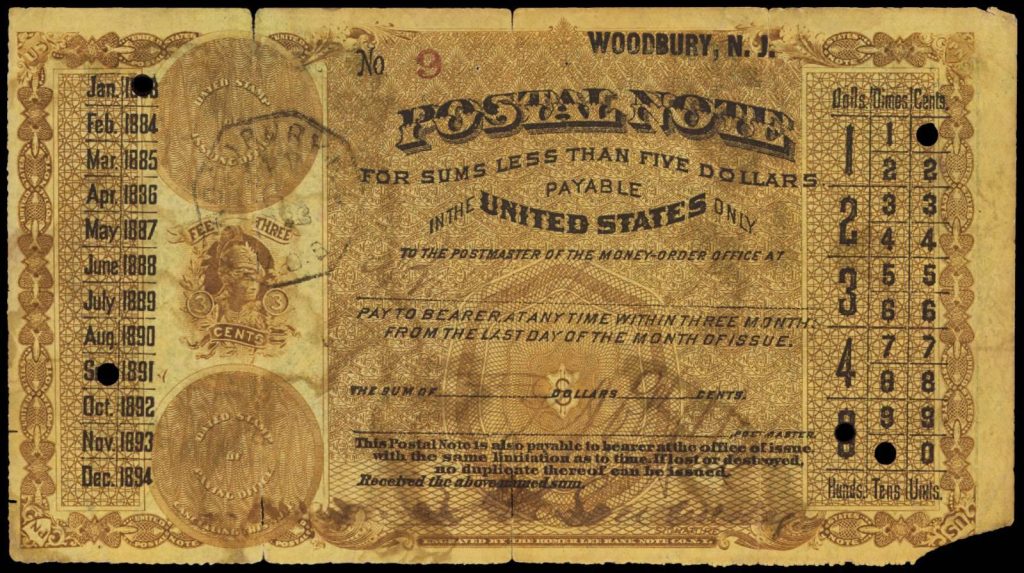 WOODBURY, N. J.
No 9
POSTAL NOTE
FOR SUMS LESS THAN FIVE DOLLARS
PAYABLE
IN THE UNITED STATES ONLY
TO THE POSTMASTER OF THE MONEY-ORDER OFFICE AT
PAY TO BEARER, AT ANY TIME WITHIN THREE MONTHS
FROM THE LAST DAY OF THE MONTH OF ISSUE.
THE SUM OF DOLLARS CENTS.
POSTMASTER.
This Postal Note is also payable to bearer at the office of issue,
with the same limitation as to time. If lost or destroyed,
no duplicate thereof can be issued.
Received the above named sum.
ENGRAVED BY THE HOMER LEE BANK NOTE CO. N.Y.
Jan.
Feb. 1884
Mar. 1885
Apr. 1886
May 1887
June 1888
July 1889
Aug. 1890
1891
Oct. 1892
Nov. 1893
Dec. 1894
DATED STAMP
FEE THREE
3 3
CENTS
DATED STAMP
Dolls. Dimes Cents.
1 2 3 4
1
2 2
3 3
4 4
5 5
6 6
7 7
8 8
9 9
0
Hunds. Tens. Units.